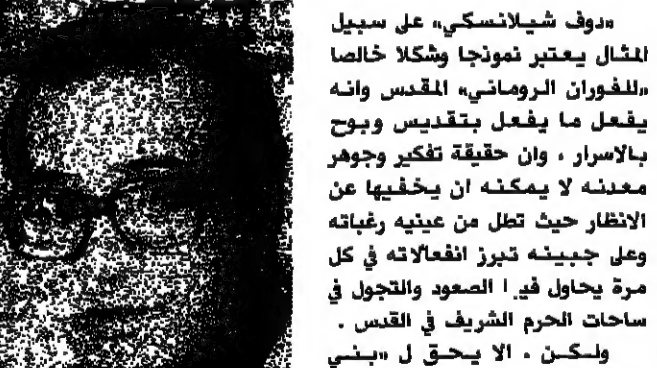 «دوف شيلانسكي» على سبيل
المثال يعتبر نموذجا وشكلا خالصا
«للفوران الروماني» المقدس وانه
يفعل ما يفعل بتقديس وبوح
بالاسرار ، وان حقيقة تفكير وجوهر
معدنه لا يمكنه ان يخفيها عن
الانظار حيث تطل من عينيه رغباته
وعلى جبينه تبرز انفعالاته في كل
مرة يحاول الصعود والتجول في
ساحات الحرم الشريف في القدس .
ولكن ، الا يحق ل «بني